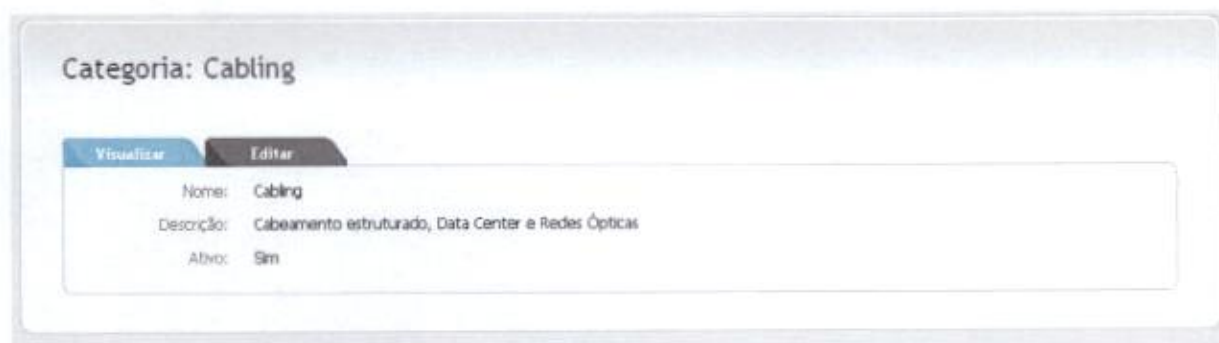 Categoria: Cabling
Visualizar Editar
Nome: Cabling
Descrição: Cabeamento estruturado, Data Center e Redes Ópticas
Ativo: Sim